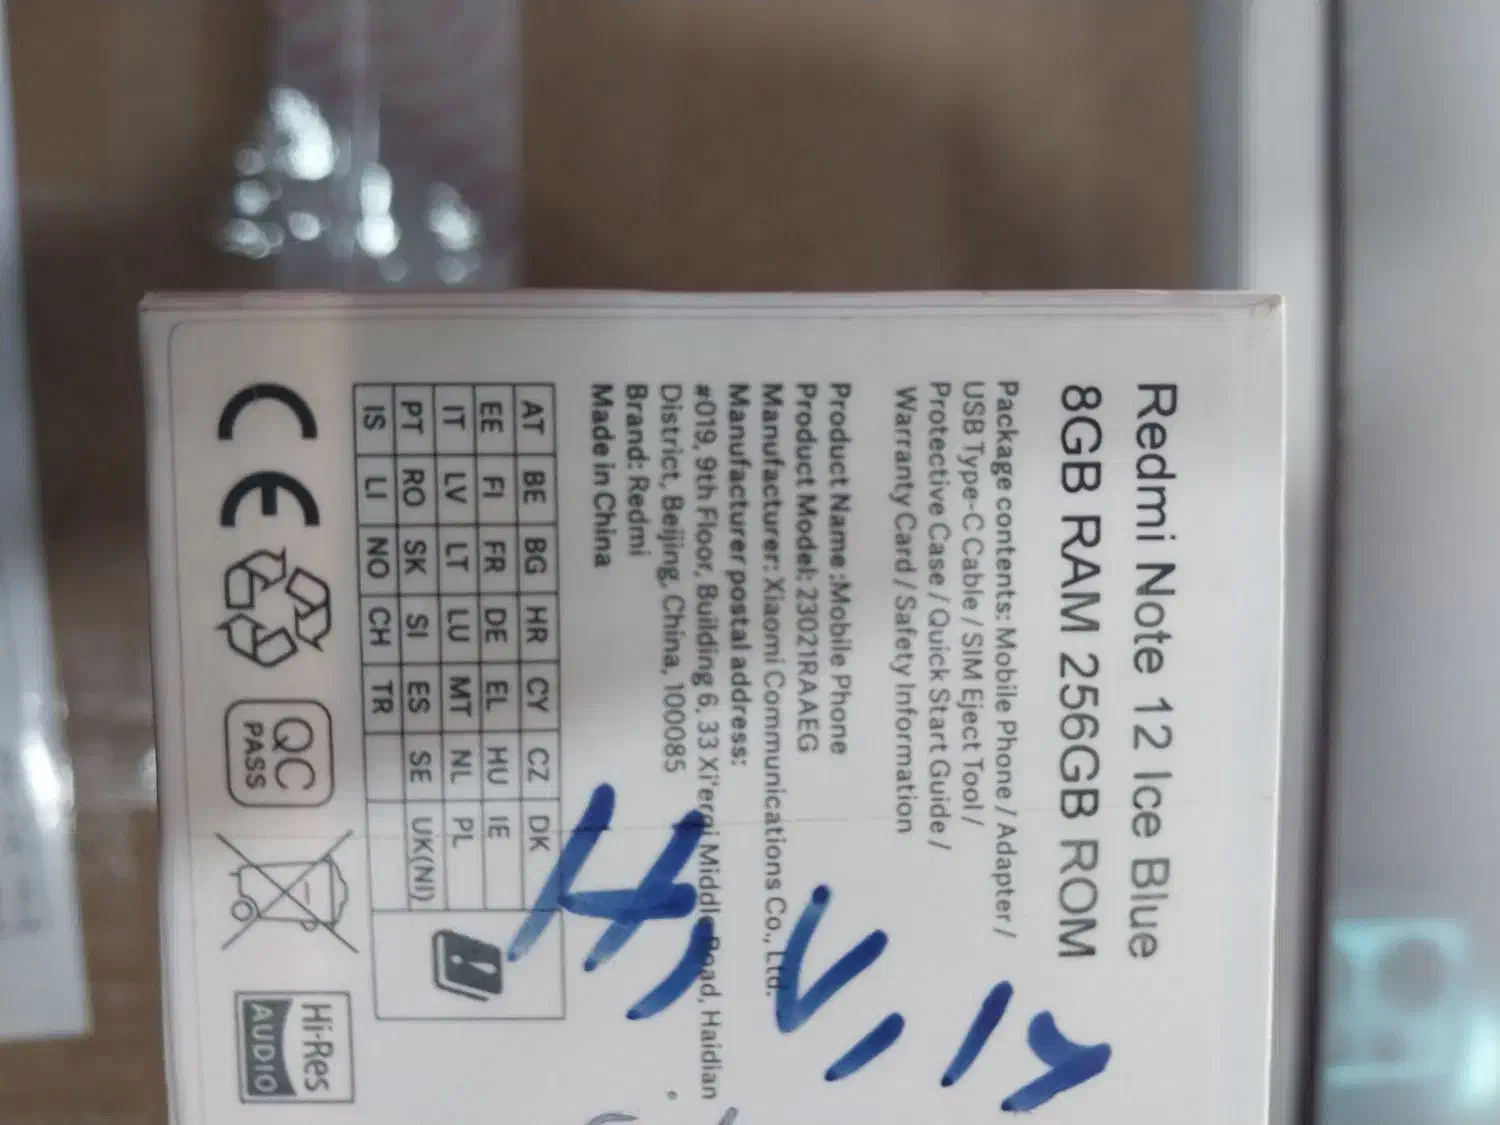 Redmi Note 12 Ice Blue
8GB RAM 256GB ROM
Package contents: Mobile Phone / Adapter /
USB Type-C Cable / SIM Eject Tool /
Protective Case / Quick Start Guide /
Warranty Card / Safety Information
Product Name :Mobile Phone
Product Model: 23021RAAEG
Manufacturer: Xiaomi Communications Co., Ltd.
Manufacturer postal address:
#019, 9th Floor, Building 6, 33 Xi'erqi Middle Road, Haidian
District, Beijing, China, 100085
Brand: Redmi
Made in China
AT BE BG HR CY CZ DK
EE FI FR DE EL HU IE
IT LV LT LU MT NL PL
PT RO SK SI ES SE UK(NI)
IS LI NO CH TR
CE
QC
PASS
Hi-Res
AUDIO